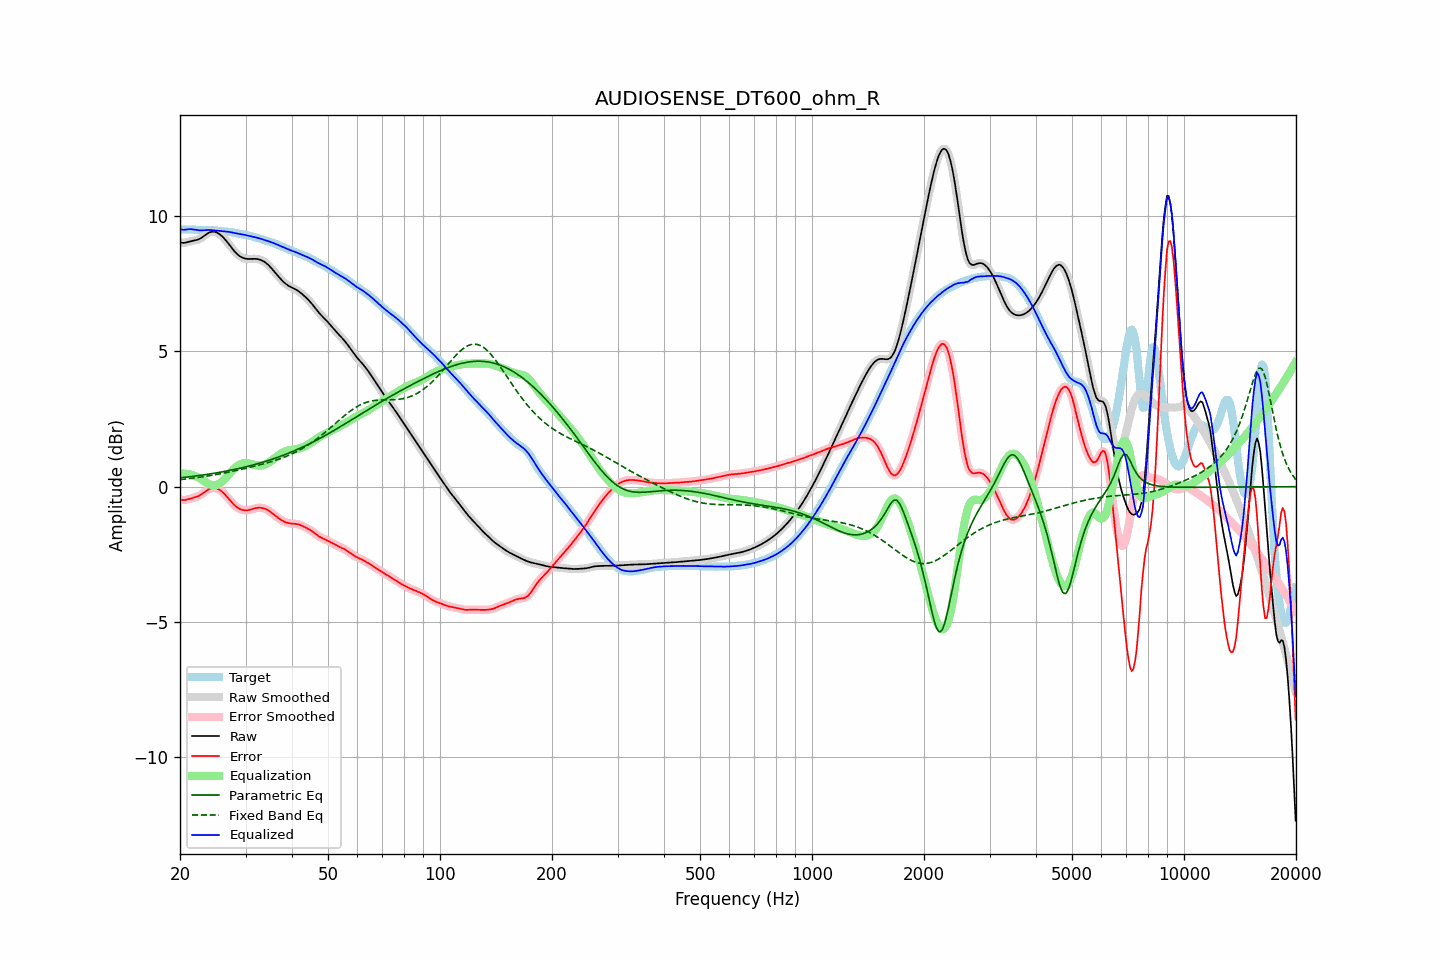 AUDIOSENSE_DT600_ohm_R
Amplitude (dBr)
10
5
0
−5
−10
Target
Raw Smoothed
Error Smoothed
Raw
Error
Equalization
Parametric Eq
Fixed Band Eq
Equalized
20 50 100 200 500 1000 2000 5000 10000 20000
Frequency (Hz)